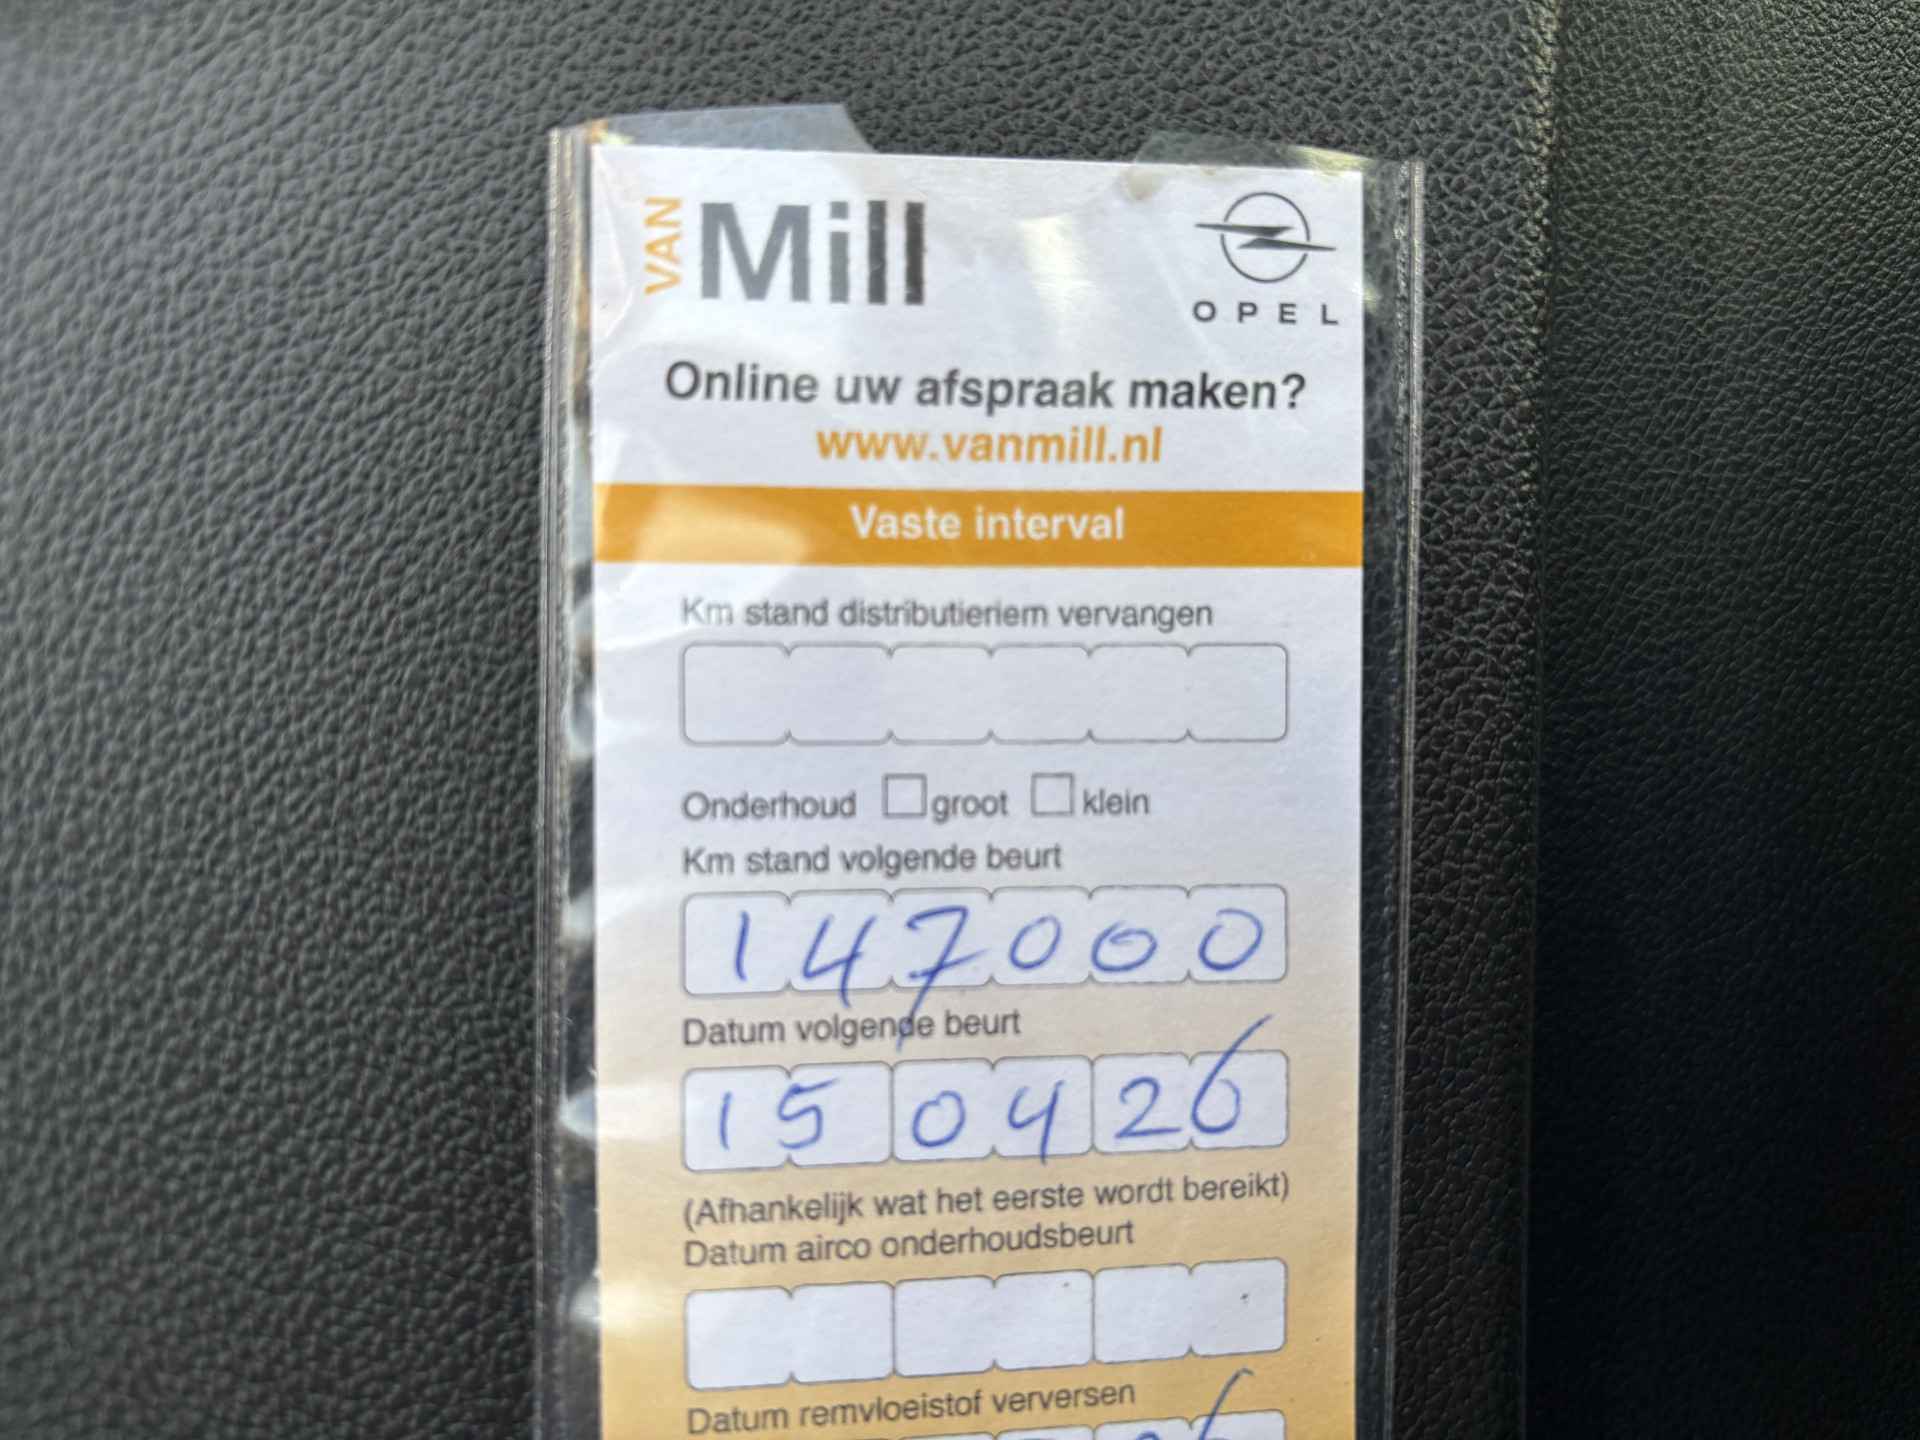 VAN Mill
OPEL
Online uw afspraak maken?
www.vanmill.nl
Vaste interval
Km stand distributieriem vervangen
Onderhoud groot klein
Km stand volgende beurt
147000
Datum volgende beurt
150426
(Afhankelijk wat het eerste wordt bereikt)
Datum airco onderhoudsbeurt
Datum remvloeistof verversen